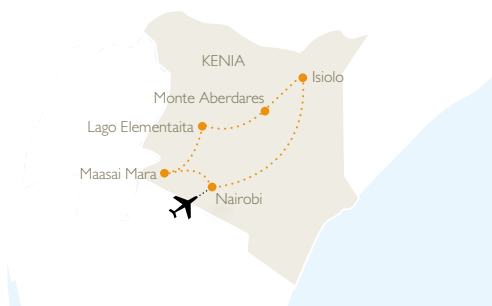 KENIA
Isiolo
Monte Aberdares
Lago Elementaita
Maasai Mara
Nairobi